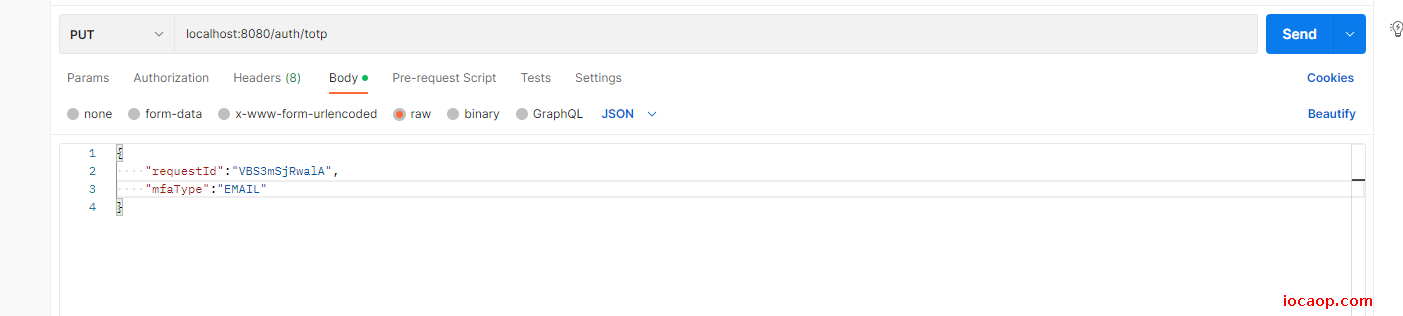 PUT localhost:8080/auth/totp Send
Params Authorization Headers (8) Body Pre-request Script Tests Settings Cookies
none form-data x-www-form-urlencoded raw binary GraphQL JSON Beautify
1 {
2 ····"requestId":"VBS3mSjRwalA",
3 ····"mfaType":"EMAIL"
4 }
iocaop.com